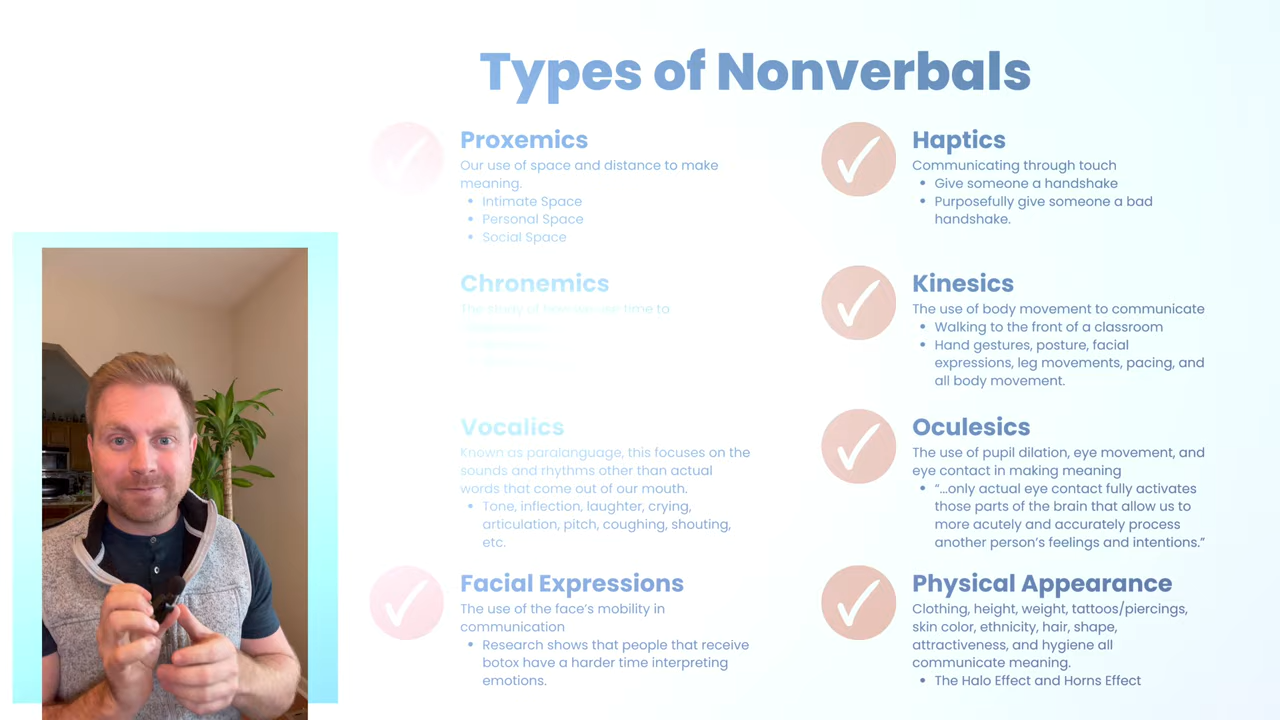 Types of Nonverbals
Proxemics
Our use of space and distance to make
meaning.
• Intimate Space
• Personal Space
• Social Space
Chronemics
The study of how we use time to
Vocalics
Known as paralanguage, this focuses on the
sounds and rhythms other than actual
words that come out of our mouth.
• Tone, inflection, laughter, crying,
articulation, pitch, coughing, shouting,
etc.
Facial Expressions
The use of the face's mobility in
communication
• Research shows that people that receive
botox have a harder time interpreting
emotions.
Haptics
Communicating through touch
• Give someone a handshake
• Purposefully give someone a bad
handshake.
Kinesics
The use of body movement to communicate
• Walking to the front of a classroom
• Hand gestures, posture, facial
expressions, leg movements, pacing, and
all body movement.
Oculesics
The use of pupil dilation, eye movement, and
eye contact in making meaning
• “...only actual eye contact fully activates
those parts of the brain that allow us to
more acutely and accurately process
another person’s feelings and intentions.”
Physical Appearance
Clothing, height, weight, tattoos/piercings,
skin color, ethnicity, hair, shape,
attractiveness, and hygiene all
communicate meaning.
• The Halo Effect and Horns Effect